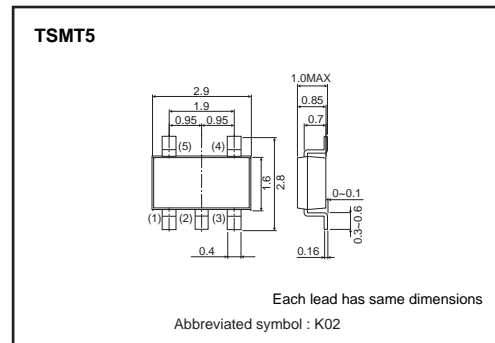 TSMT5
1.0MAX
2.9
0.85
1.9
0.7
0.95 0.95
(5) (4)
1.6
2.8
0~0.1
(1) (2) (3)
0.3~0.6
0.4
0.16
Each lead has same dimensions
Abbreviated symbol : K02